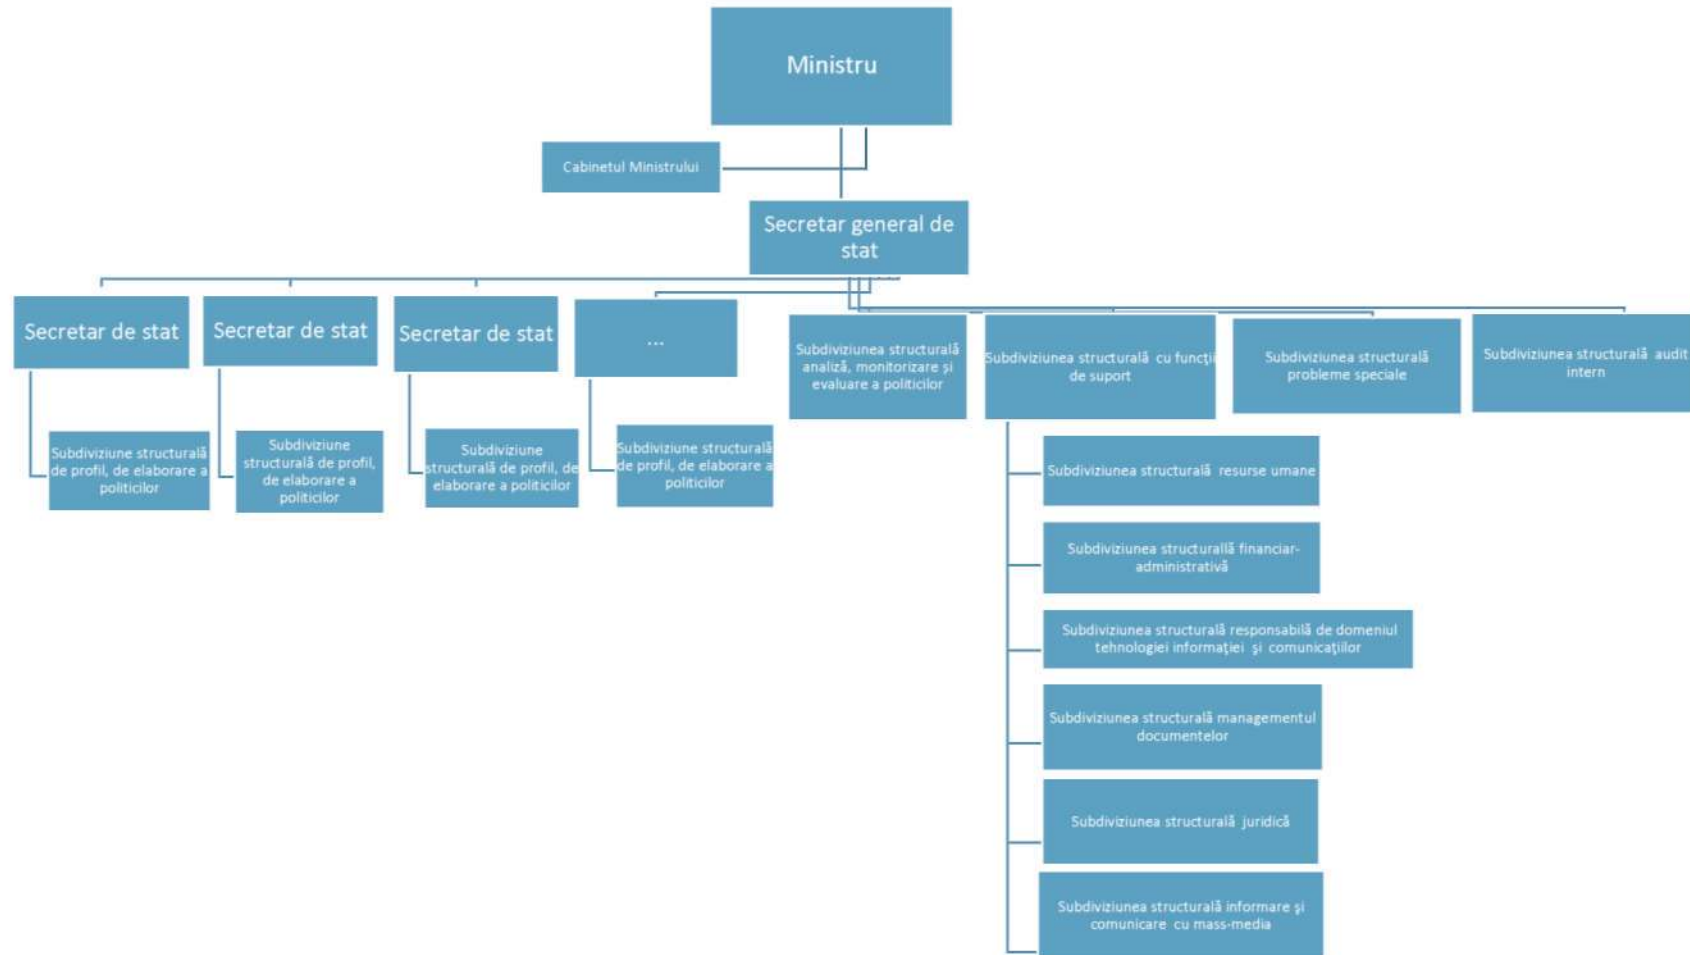 Ministru
Cabinetul Ministrului
Secretar general de
stat
Secretar de stat
Secretar de stat
Secretar de stat
...
Subdiviziunea structurală
analiză, monitorizare și
evaluare a politicilor
Subdiviziunea structurală cu funcții
de suport
Subdiviziunea structurală
probleme speciale
Subdiviziunea structurală audit
intern
Subdiviziune structurală
de profil, de elaborare a
politicilor
Subdiviziune
structurală de profil,
de elaborare a
politicilor
Subdiviziune
structurală de profil, de
elaborare a politicilor
Subdiviziune structurală
de profil, de elaborare a
politicilor
Subdiviziunea structurală resurse umane
Subdiviziunea structurallă financiar-
administrativă
Subdiviziunea structurală responsabilă de domeniul
tehnologiei informației și comunicațiilor
Subdiviziunea structurală managementul
documentelor
Subdiviziunea structurală juridică
Subdiviziunea structurală informare și
comunicare cu mass-media